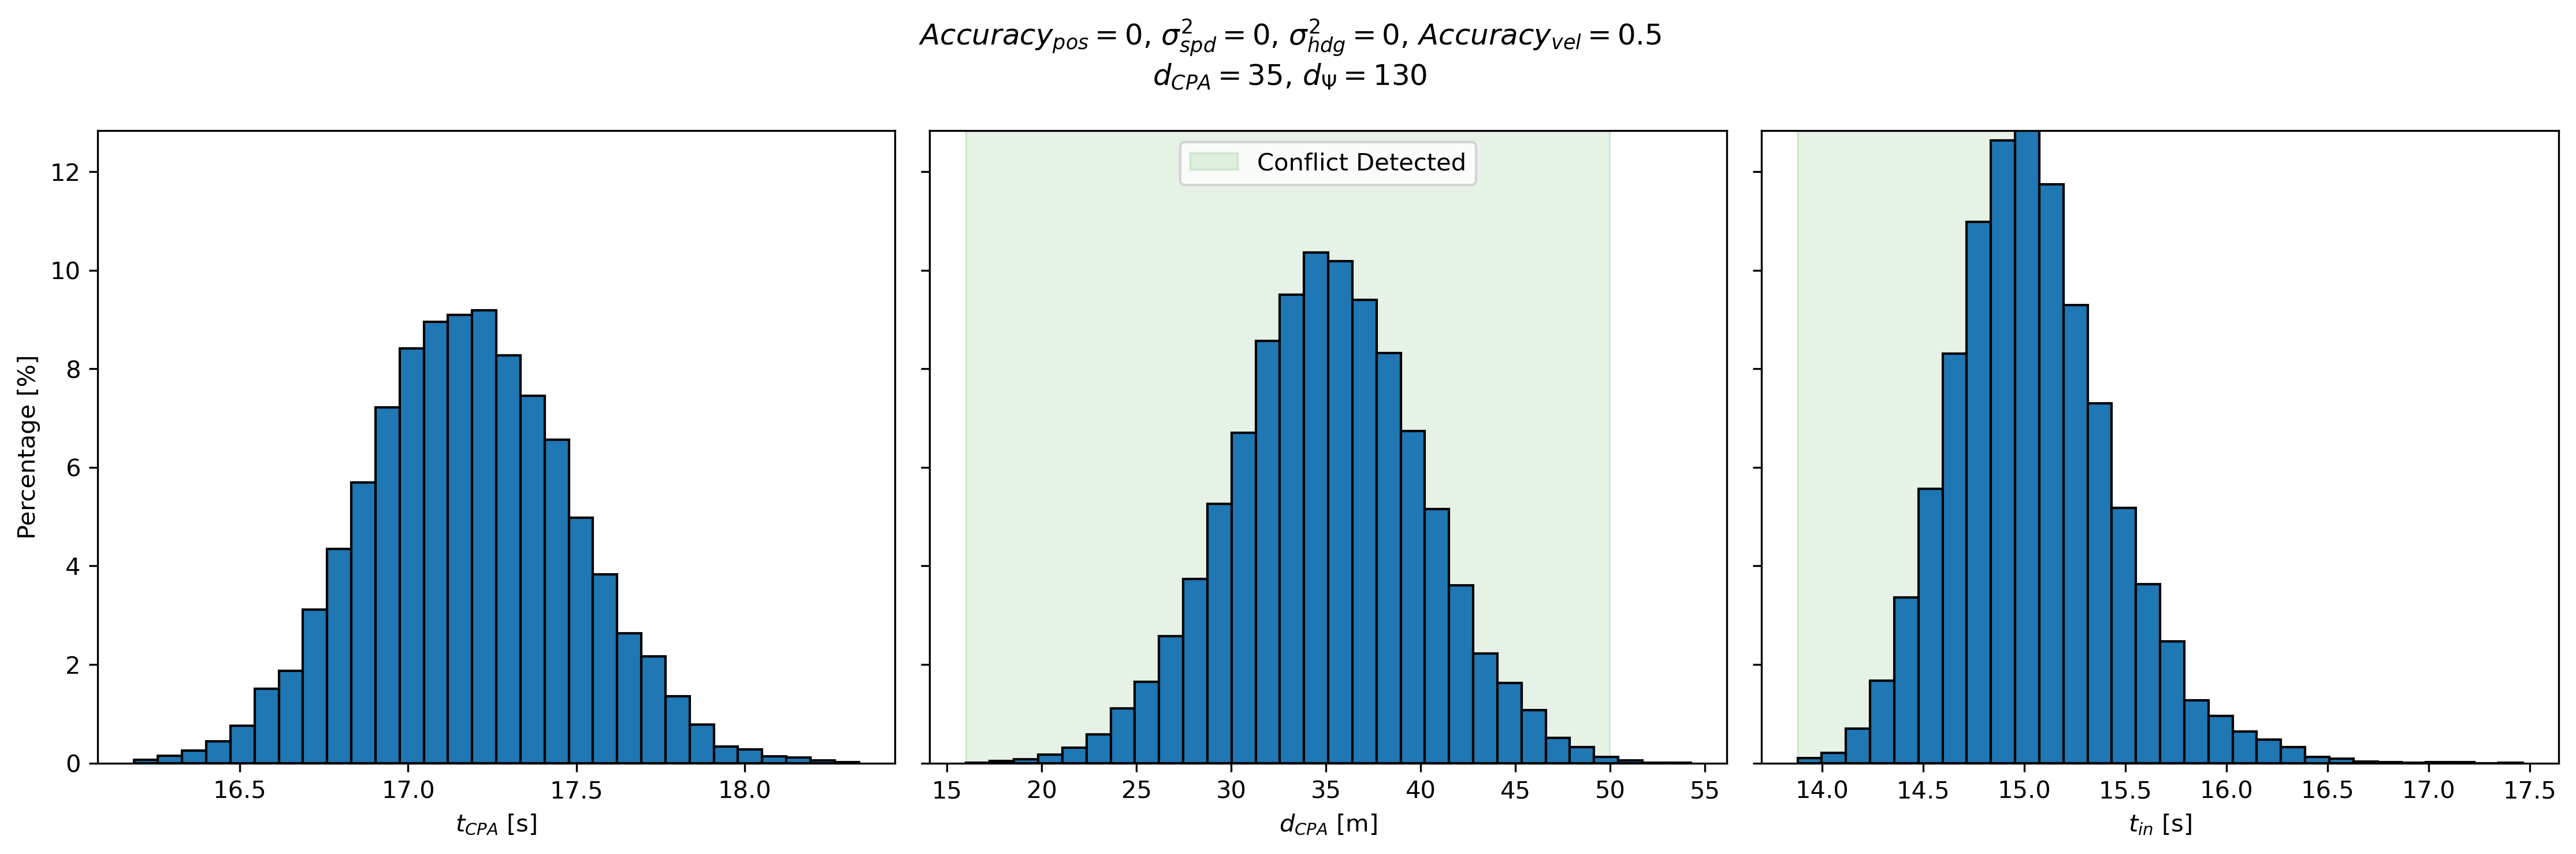 Accuracy_pos = 0, σ²_spd = 0, σ²_hdg = 0, Accuracy_vel = 0.5
d_CPA = 35, d_Ψ = 130
Percentage [%]
12
10
8
6
4
2
0
16.5 17.0 17.5 18.0
t_CPA [s]
Conflict Detected
15 20 25 30 35 40 45 50 55
d_CPA [m]
14.0 14.5 15.0 15.5 16.0 16.5 17.0 17.5
t_in [s]